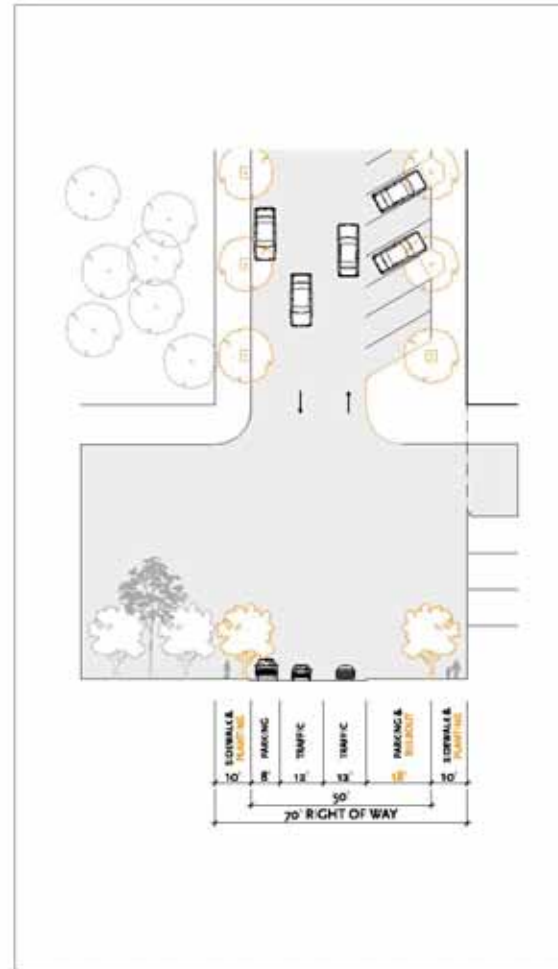 SIDEWALK &
PLANTING
PARKING
TRAFFIC
TRAFFIC
PARKING &
BULBOUT
SIDEWALK &
PLANTING
10' 8' 12' 12' 18' 10'
50'
70' RIGHT OF WAY